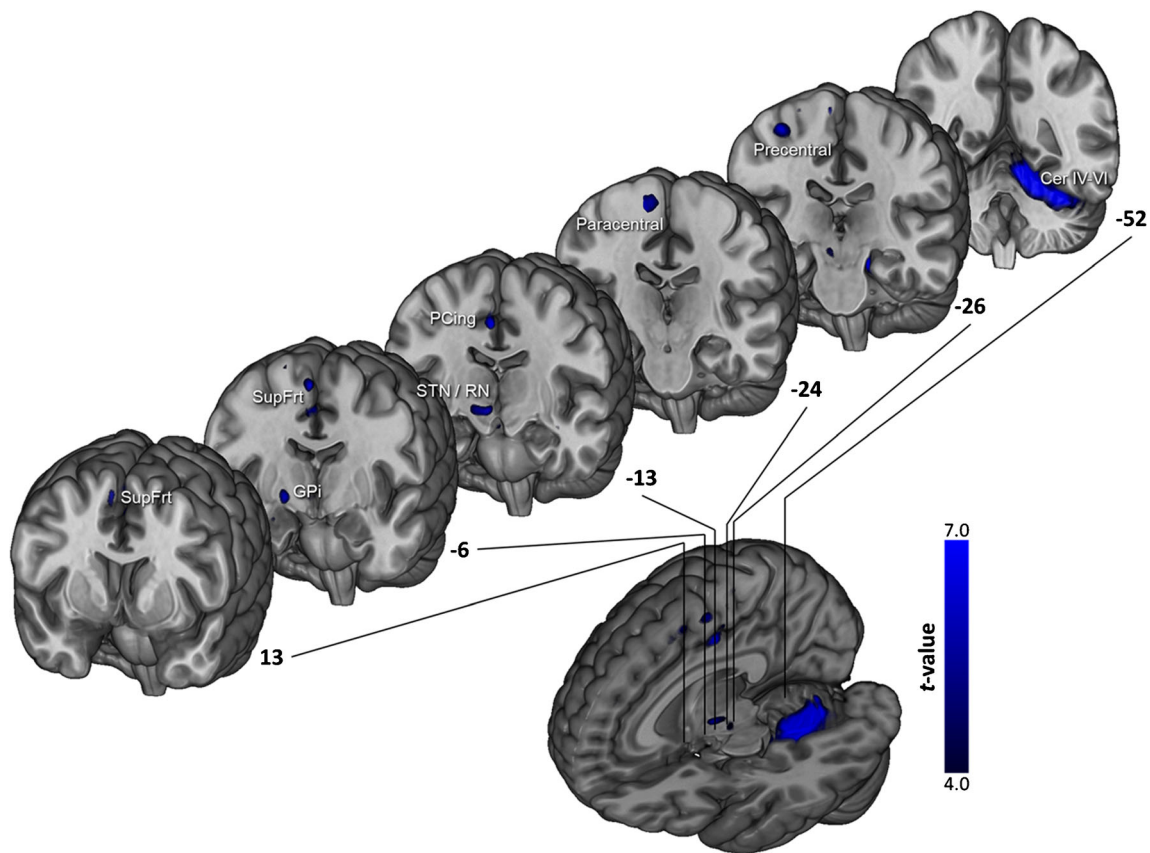 Cer IV-VI
-52
Precentral
-26
Paracentral
-24
PCing
STN / RN
-13
SupFrt
GPi
-6
SupFrt
13
7.0
t-value
4.0